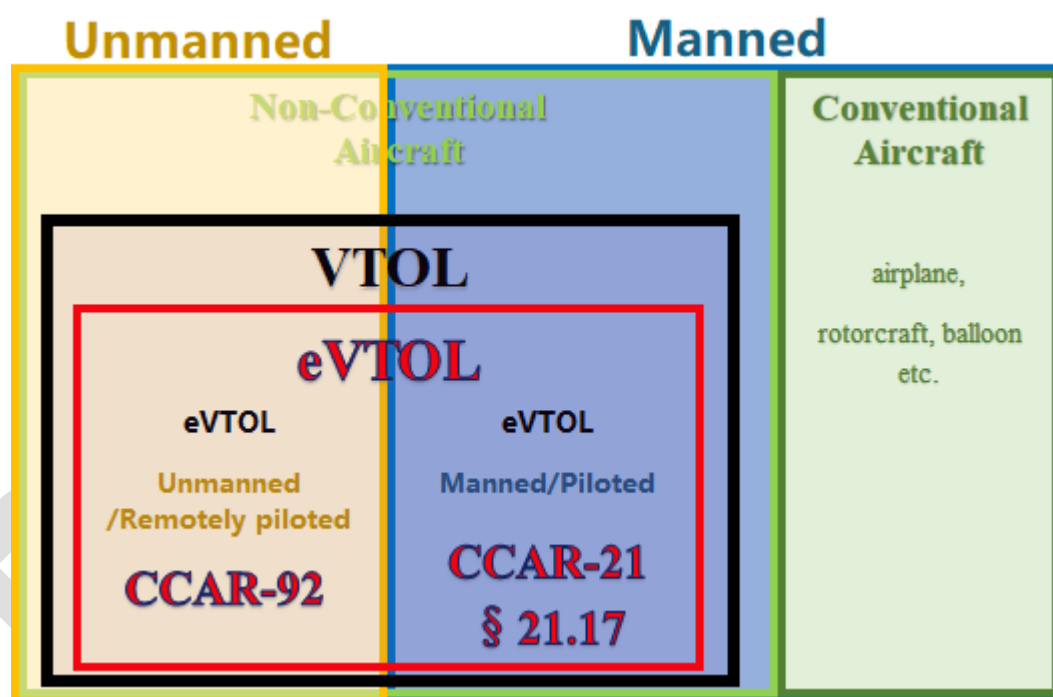 Unmanned
Manned
Non-Conventional
Aircraft
Conventional
Aircraft
VTOL
airplane,
rotorcraft, balloon
etc.
eVTOL
eVTOL
Unmanned
/Remotely piloted
CCAR-92
eVTOL
Manned/Piloted
CCAR-21
§ 21.17